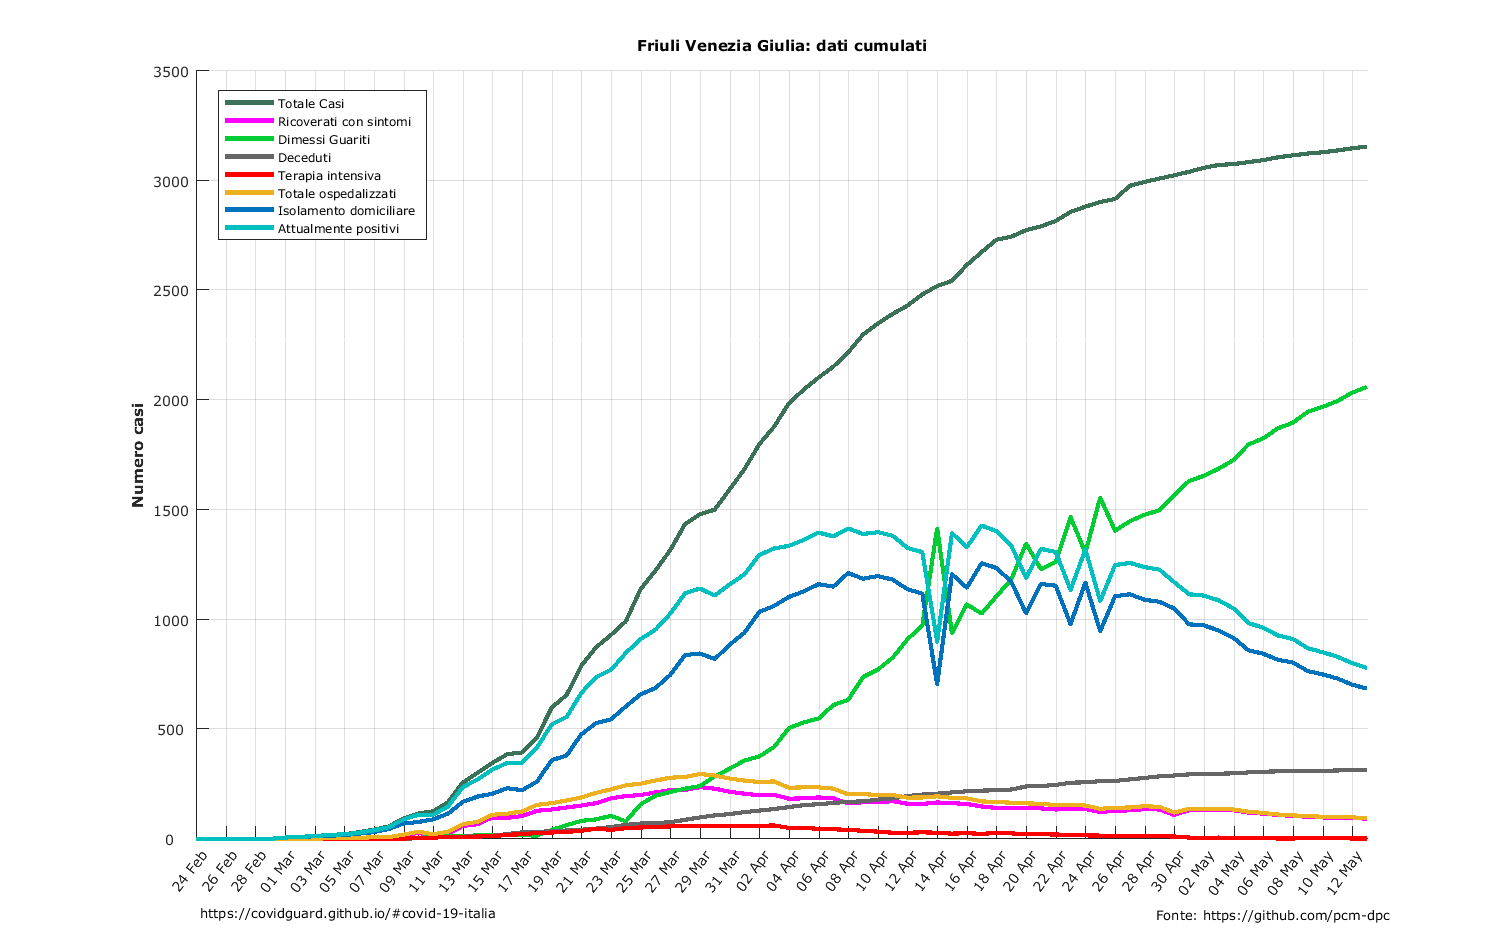 Friuli Venezia Giulia: dati cumulati
3500
3000
2500
2000
1500
1000
500
0
Numero casi
Totale Casi
Ricoverati con sintomi
Dimessi Guariti
Deceduti
Terapia intensiva
Totale ospedalizzati
Isolamento domiciliare
Attualmente positivi
24 Feb
26 Feb
28 Feb
01 Mar
03 Mar
05 Mar
07 Mar
09 Mar
11 Mar
13 Mar
15 Mar
17 Mar
19 Mar
21 Mar
23 Mar
25 Mar
27 Mar
29 Mar
31 Mar
02 Apr
04 Apr
06 Apr
08 Apr
10 Apr
12 Apr
14 Apr
16 Apr
18 Apr
20 Apr
22 Apr
24 Apr
26 Apr
28 Apr
30 Apr
02 May
04 May
06 May
08 May
10 May
12 May
https://covidguard.github.io/#covid-19-italia
Fonte: https://github.com/pcm-dpc